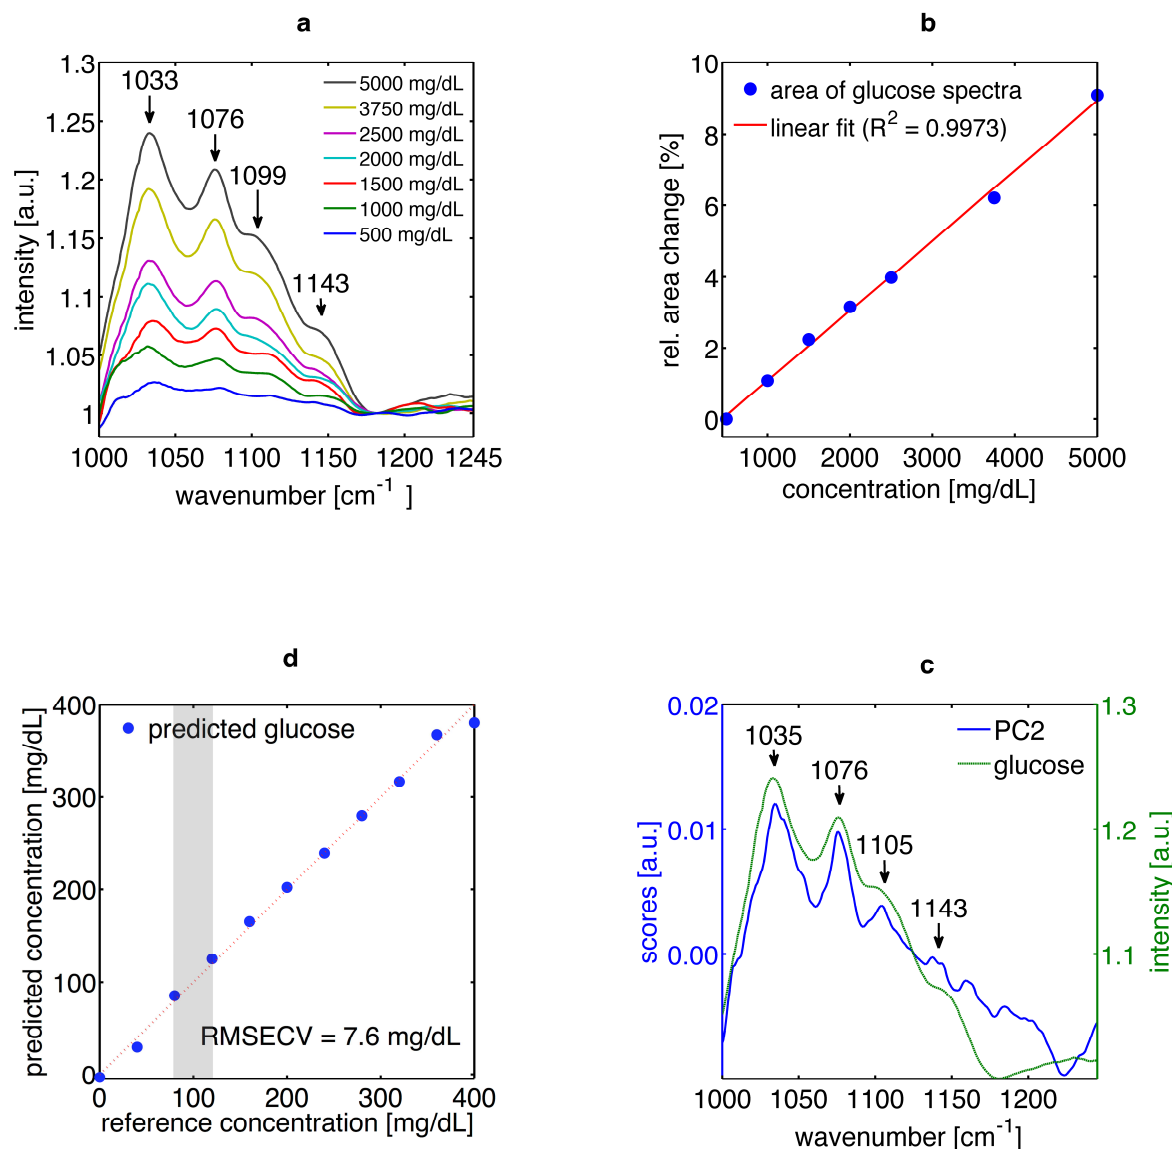 a
1.3
1.25
1.2
1.15
1.1
1.05
1
intensity [a.u.]
1033
1076
1099
1143
5000 mg/dL
3750 mg/dL
2500 mg/dL
2000 mg/dL
1500 mg/dL
1000 mg/dL
500 mg/dL
1000 1050 1100 1150 1200 1245
wavenumber [cm-1 ]
b
10
8
6
4
2
0
rel. area change [%]
area of glucose spectra
linear fit (R2 = 0.9973)
1000 2000 3000 4000 5000
concentration [mg/dL]
d
400
300
200
100
0
predicted concentration [mg/dL]
predicted glucose
RMSECV = 7.6 mg/dL
0 100 200 300 400
reference concentration [mg/dL]
c
0.02
0.01
0.00
scores [a.u.]
1035
1076
1105
1143
PC2
glucose
1.3
1.2
1.1
intensity [a.u.]
1000 1050 1100 1150 1200
wavenumber [cm-1]